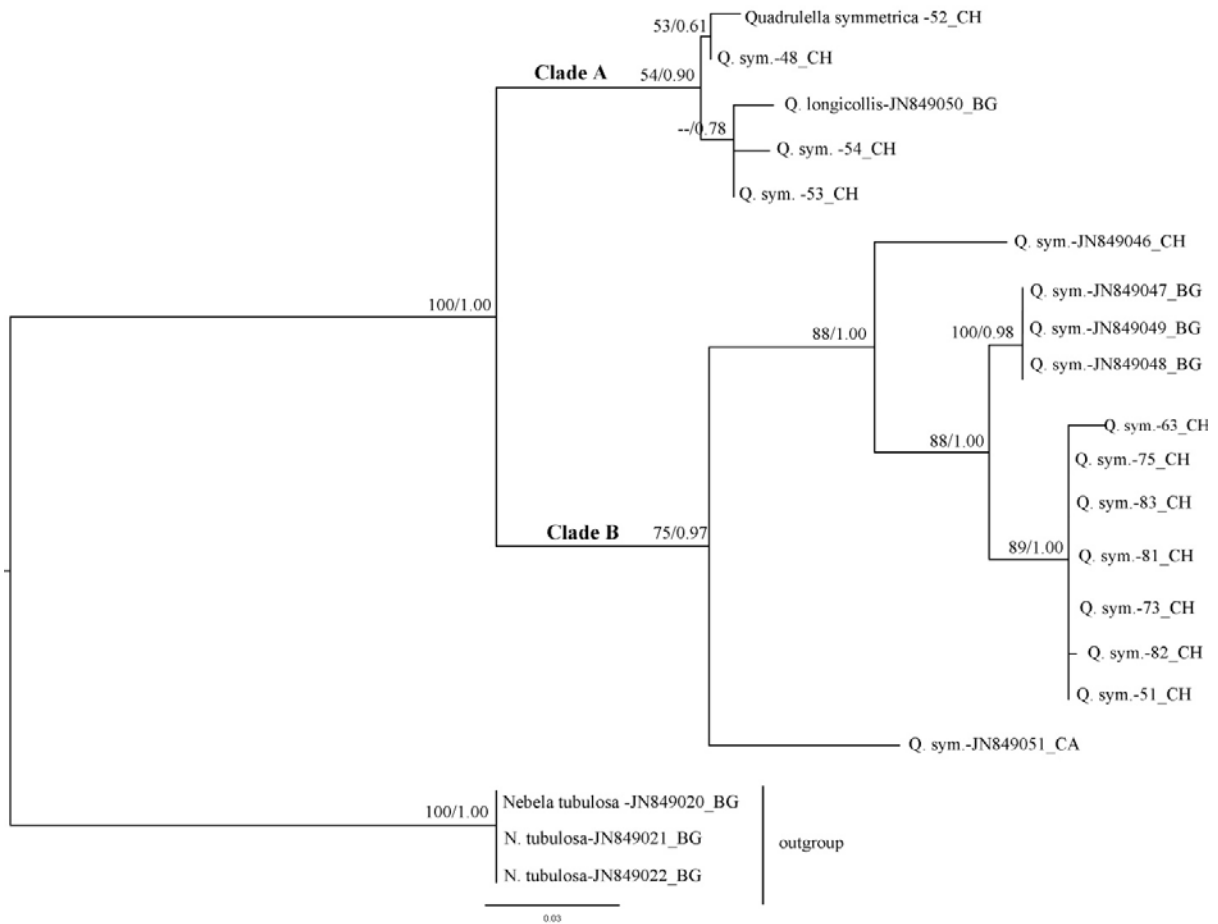 Quadrulella symmetrica -52_CH
53/0.61
Q. sym.-48_CH
Clade A
54/0.90
Q. longicollis-JN849050_BG
--/0.78
Q. sym. -54_CH
Q. sym. -53_CH
Q. sym.-JN849046_CH
Q. sym.-JN849047_BG
100/1.00
88/1.00
100/0.98
Q. sym.-JN849049_BG
Q. sym.-JN849048_BG
Q. sym.-63_CH
88/1.00
Q. sym.-75_CH
Q. sym.-83_CH
Clade B
75/0.97
89/1.00
Q. sym.-81_CH
Q. sym.-73_CH
Q. sym.-82_CH
Q. sym.-51_CH
Q. sym.-JN849051_CA
100/1.00
Nebela tubulosa -JN849020_BG
N. tubulosa-JN849021_BG
outgroup
N. tubulosa-JN849022_BG
0.03